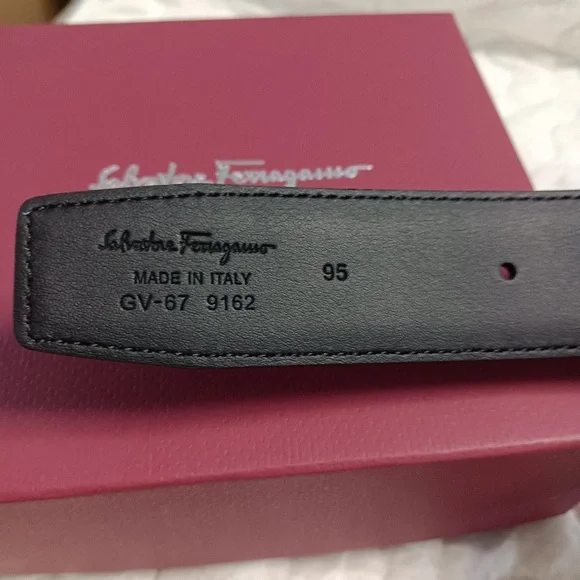 Salvatore Ferragamo
Salvatore Ferragamo
MADE IN ITALY
GV-67 9162
95